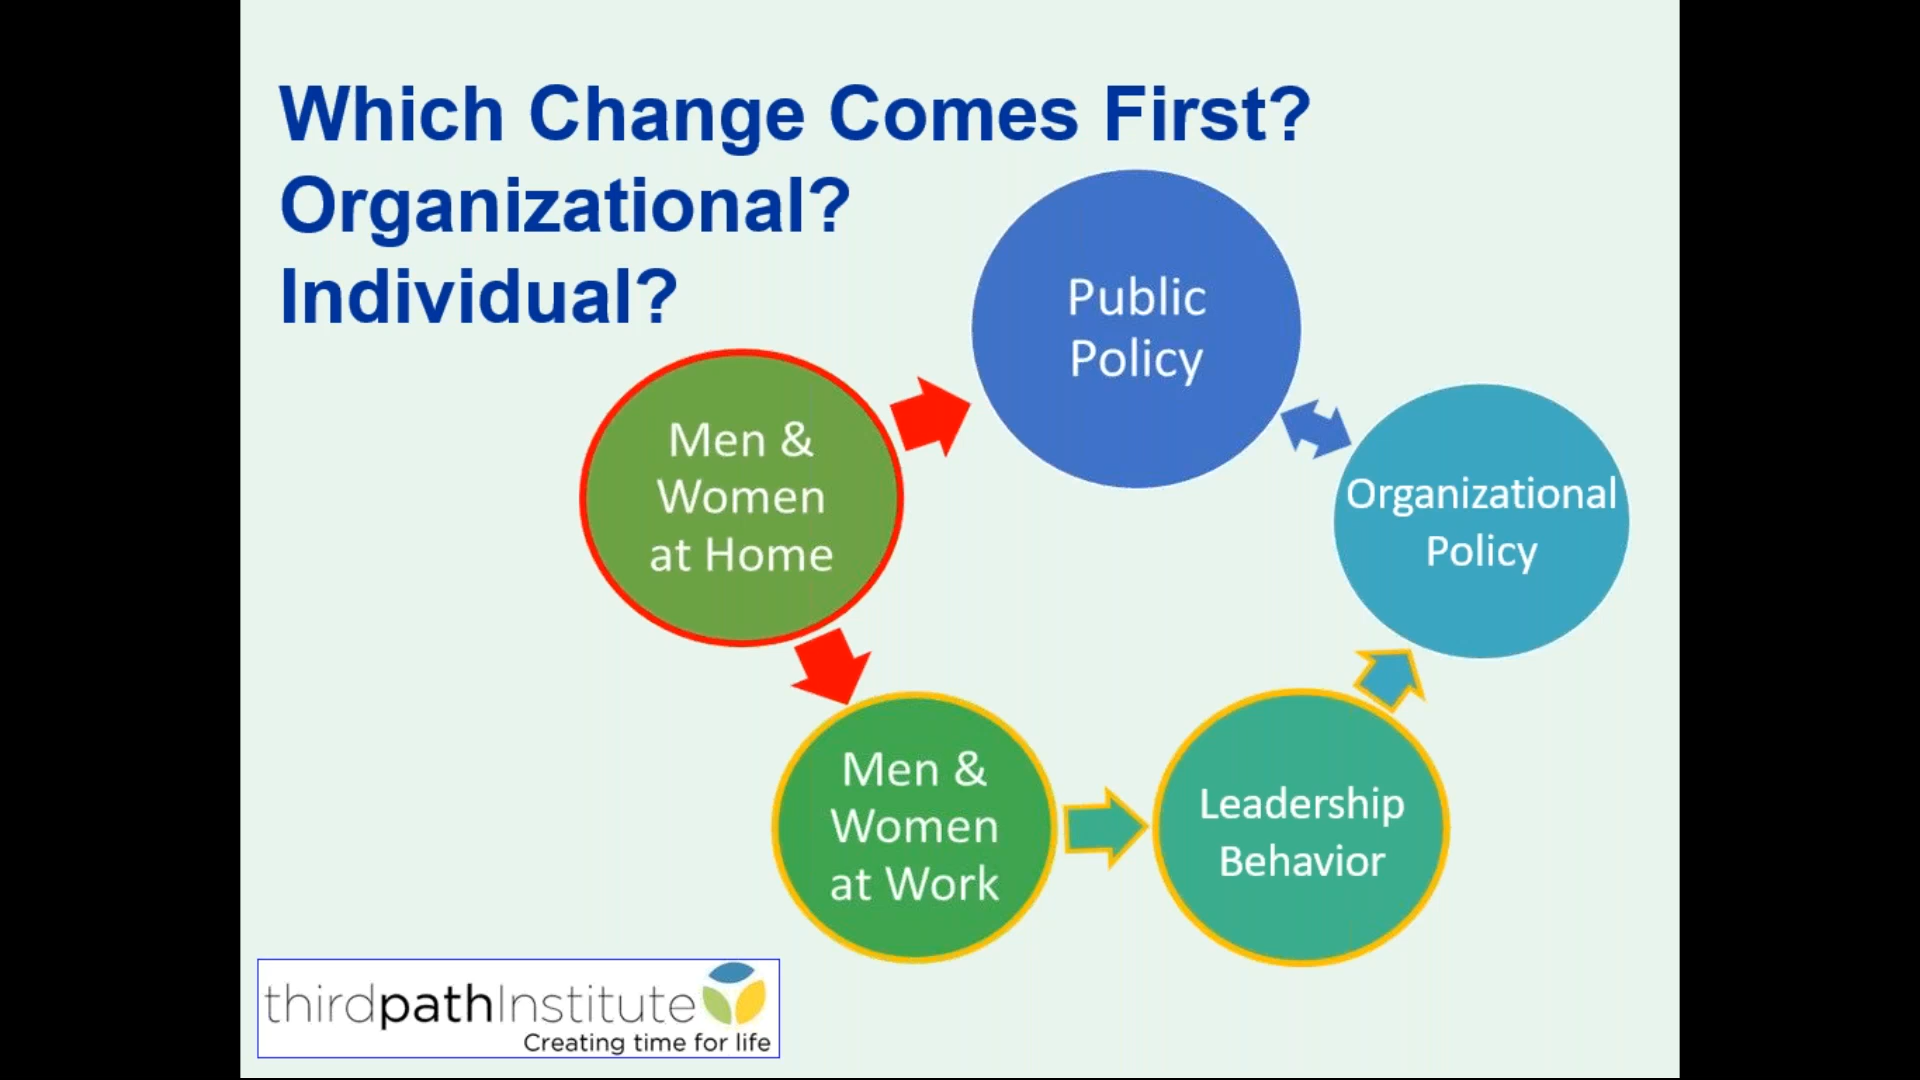 Which Change Comes First?
Organizational?
Individual?
Public
Policy
Men &
Women
at Home
Organizational
Policy
Men &
Women
at Work
Leadership
Behavior
thirdpathInstitute
Creating time for life